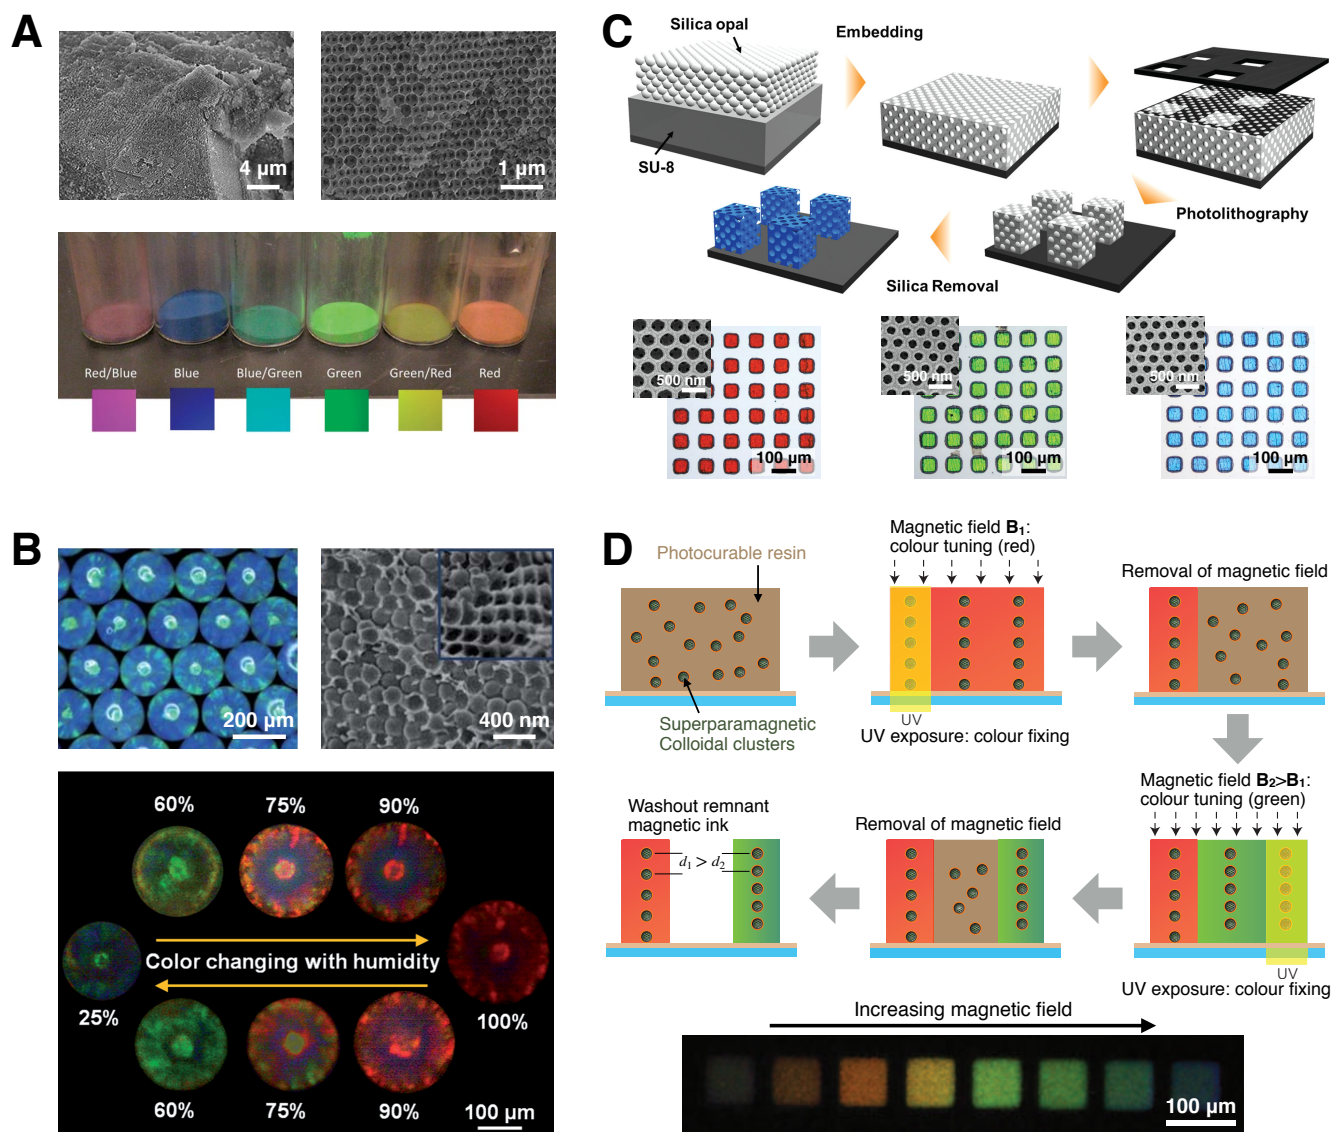 A
4 µm
1 µm
Red/Blue
Blue
Blue/Green
Green
Green/Red
Red
B
200 µm
400 nm
60%
75%
90%
Color changing with humidity
25%
100%
60%
75%
90%
100 µm
C
Silica opal
Embedding
SU-8
Photolithography
Silica Removal
500 nm
100 µm
500 nm
100 µm
500 nm
100 µm
D
Photocurable resin
Superparamagnetic
Colloidal clusters
Magnetic field B₁:
colour tuning (red)
UV
UV exposure: colour fixing
Removal of magnetic field
Magnetic field B₂>B₁:
colour tuning (green)
UV
UV exposure: colour fixing
Removal of magnetic field
Washout remnant
magnetic ink
d₁ > d₂
Increasing magnetic field
100 µm